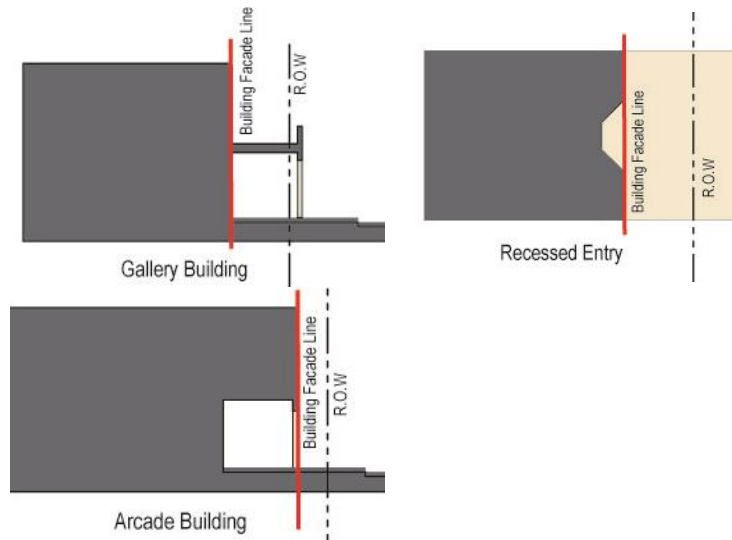 Building Facade Line
R.O.W
Gallery Building
Building Facade Line
R.O.W
Recessed Entry
Building Facade Line
R.O.W
Arcade Building